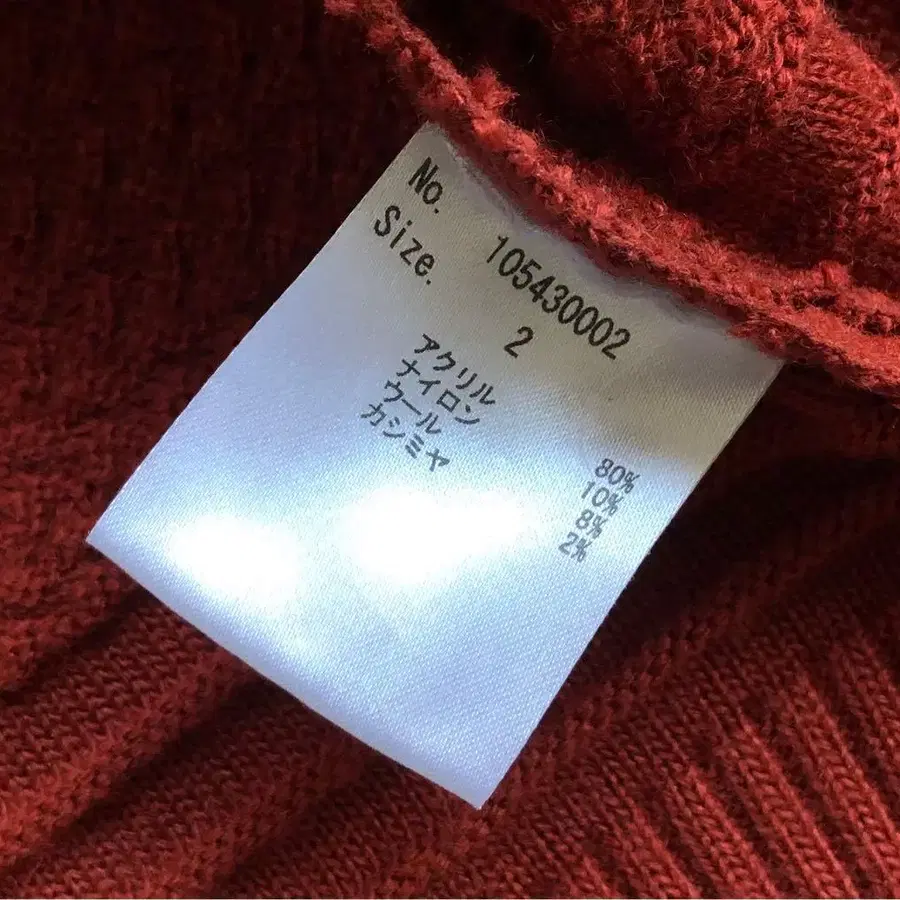 No. 105430002
Size. 2
アクリル 80%
ナイロン 10%
ウール 8%
カシミヤ 2%